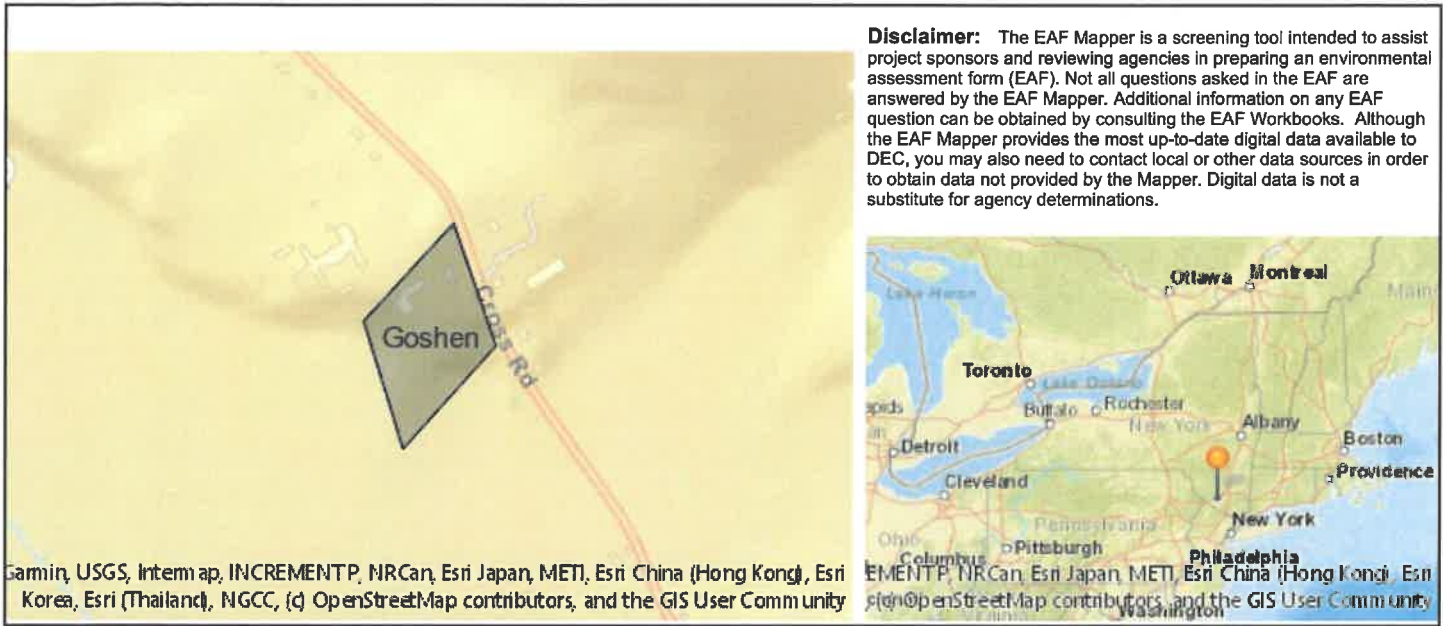 Disclaimer: The EAF Mapper is a screening tool intended to assist
project sponsors and reviewing agencies in preparing an environmental
assessment form (EAF). Not all questions asked in the EAF are
answered by the EAF Mapper. Additional information on any EAF
question can be obtained by consulting the EAF Workbooks. Although
the EAF Mapper provides the most up-to-date digital data available to
DEC, you may also need to contact local or other data sources in order
to obtain data not provided by the Mapper. Digital data is not a
substitute for agency determinations.
Goshen
Cross Rd
Garmin, USGS, Intermap, INCREMENT P, NRCan, Esri Japan, METI, Esri China (Hong Kong), Esri
Korea, Esri (Thailand), NGCC, (c) OpenStreetMap contributors, and the GIS User Community
Ottawa
Montreal
Lake Huron
Main
Toronto
Lake Ontario
apids
Buffalo
Rochester
New York
Albany
Detroit
Boston
Providence
Cleveland
New York
Pennsylvania
Ohio
Pittsburgh
Columbus
Philadelphia
EMENT P, NRCan, Esri Japan, METI, Esri China (Hong Kong), Esri
OpenStreetMap contributors, and the GIS User Community
Washington